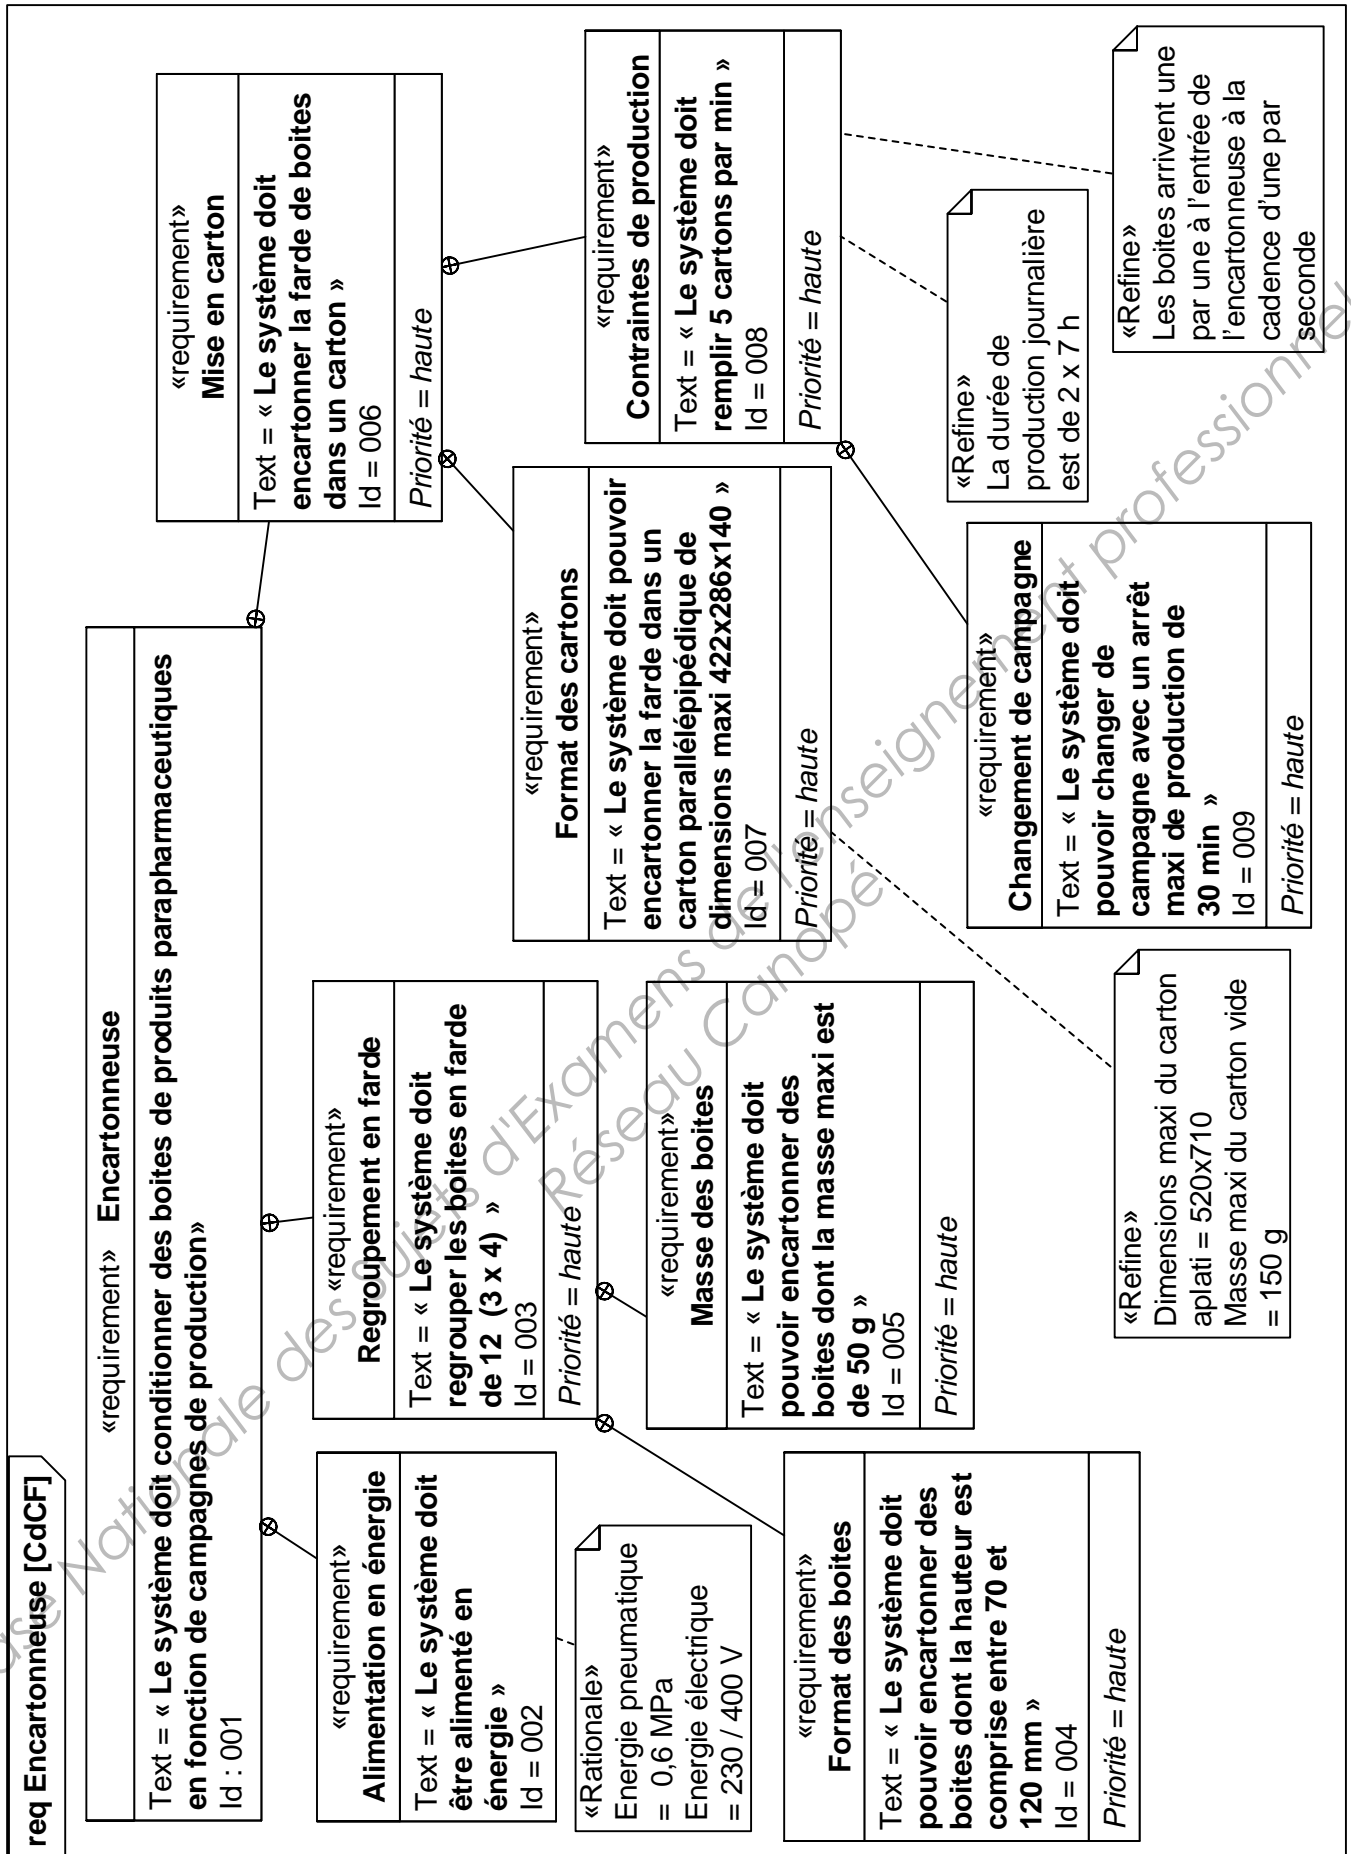 req Encartonneuse [CdCF]
«requirement» Encartonneuse
Text = « Le système doit conditionner des boites de produits parapharmaceutiques
en fonction de campagnes de production»
Id : 001
«requirement»
Alimentation en énergie
Text = « Le système doit
être alimenté en
énergie »
Id = 002
«Rationale»
Energie pneumatique
= 0,6 MPa
Energie électrique
= 230 / 400 V
«requirement»
Regroupement en farde
Text = « Le système doit
regrouper les boites en farde
de 12 (3 x 4) »
Id = 003
Priorité = haute
«requirement»
Format des boites
Text = « Le système doit
pouvoir encartonner des
boites dont la hauteur est
comprise entre 70 et
120 mm »
Id = 004
Priorité = haute
«requirement»
Masse des boites
Text = « Le système doit
pouvoir encartonner des
boites dont la masse maxi est
de 50 g »
Id = 005
Priorité = haute
«requirement»
Mise en carton
Text = « Le système doit
encartonner la farde de boites
dans un carton »
Id = 006
Priorité = haute
«requirement»
Format des cartons
Text = « Le système doit pouvoir
encartonner la farde dans un
carton parallélépipédique de
dimensions maxi 422x286x140 »
Id = 007
Priorité = haute
«Refine»
Dimensions maxi du carton
aplati = 520x710
Masse maxi du carton vide
= 150 g
«requirement»
Contraintes de production
Text = « Le système doit
remplir 5 cartons par min »
Id = 008
Priorité = haute
«requirement»
Changement de campagne
Text = « Le système doit
pouvoir changer de
campagne avec un arrêt
maxi de production de
30 min »
Id = 009
Priorité = haute
«Refine»
La durée de
production journalière
est de 2 x 7 h
«Refine»
Les boites arrivent une
par une à l'entrée de
l'encartonneuse à la
cadence d'une par
seconde
Nationale des sujets d'Examens de l'enseignement professionnel
Réseau Canopé